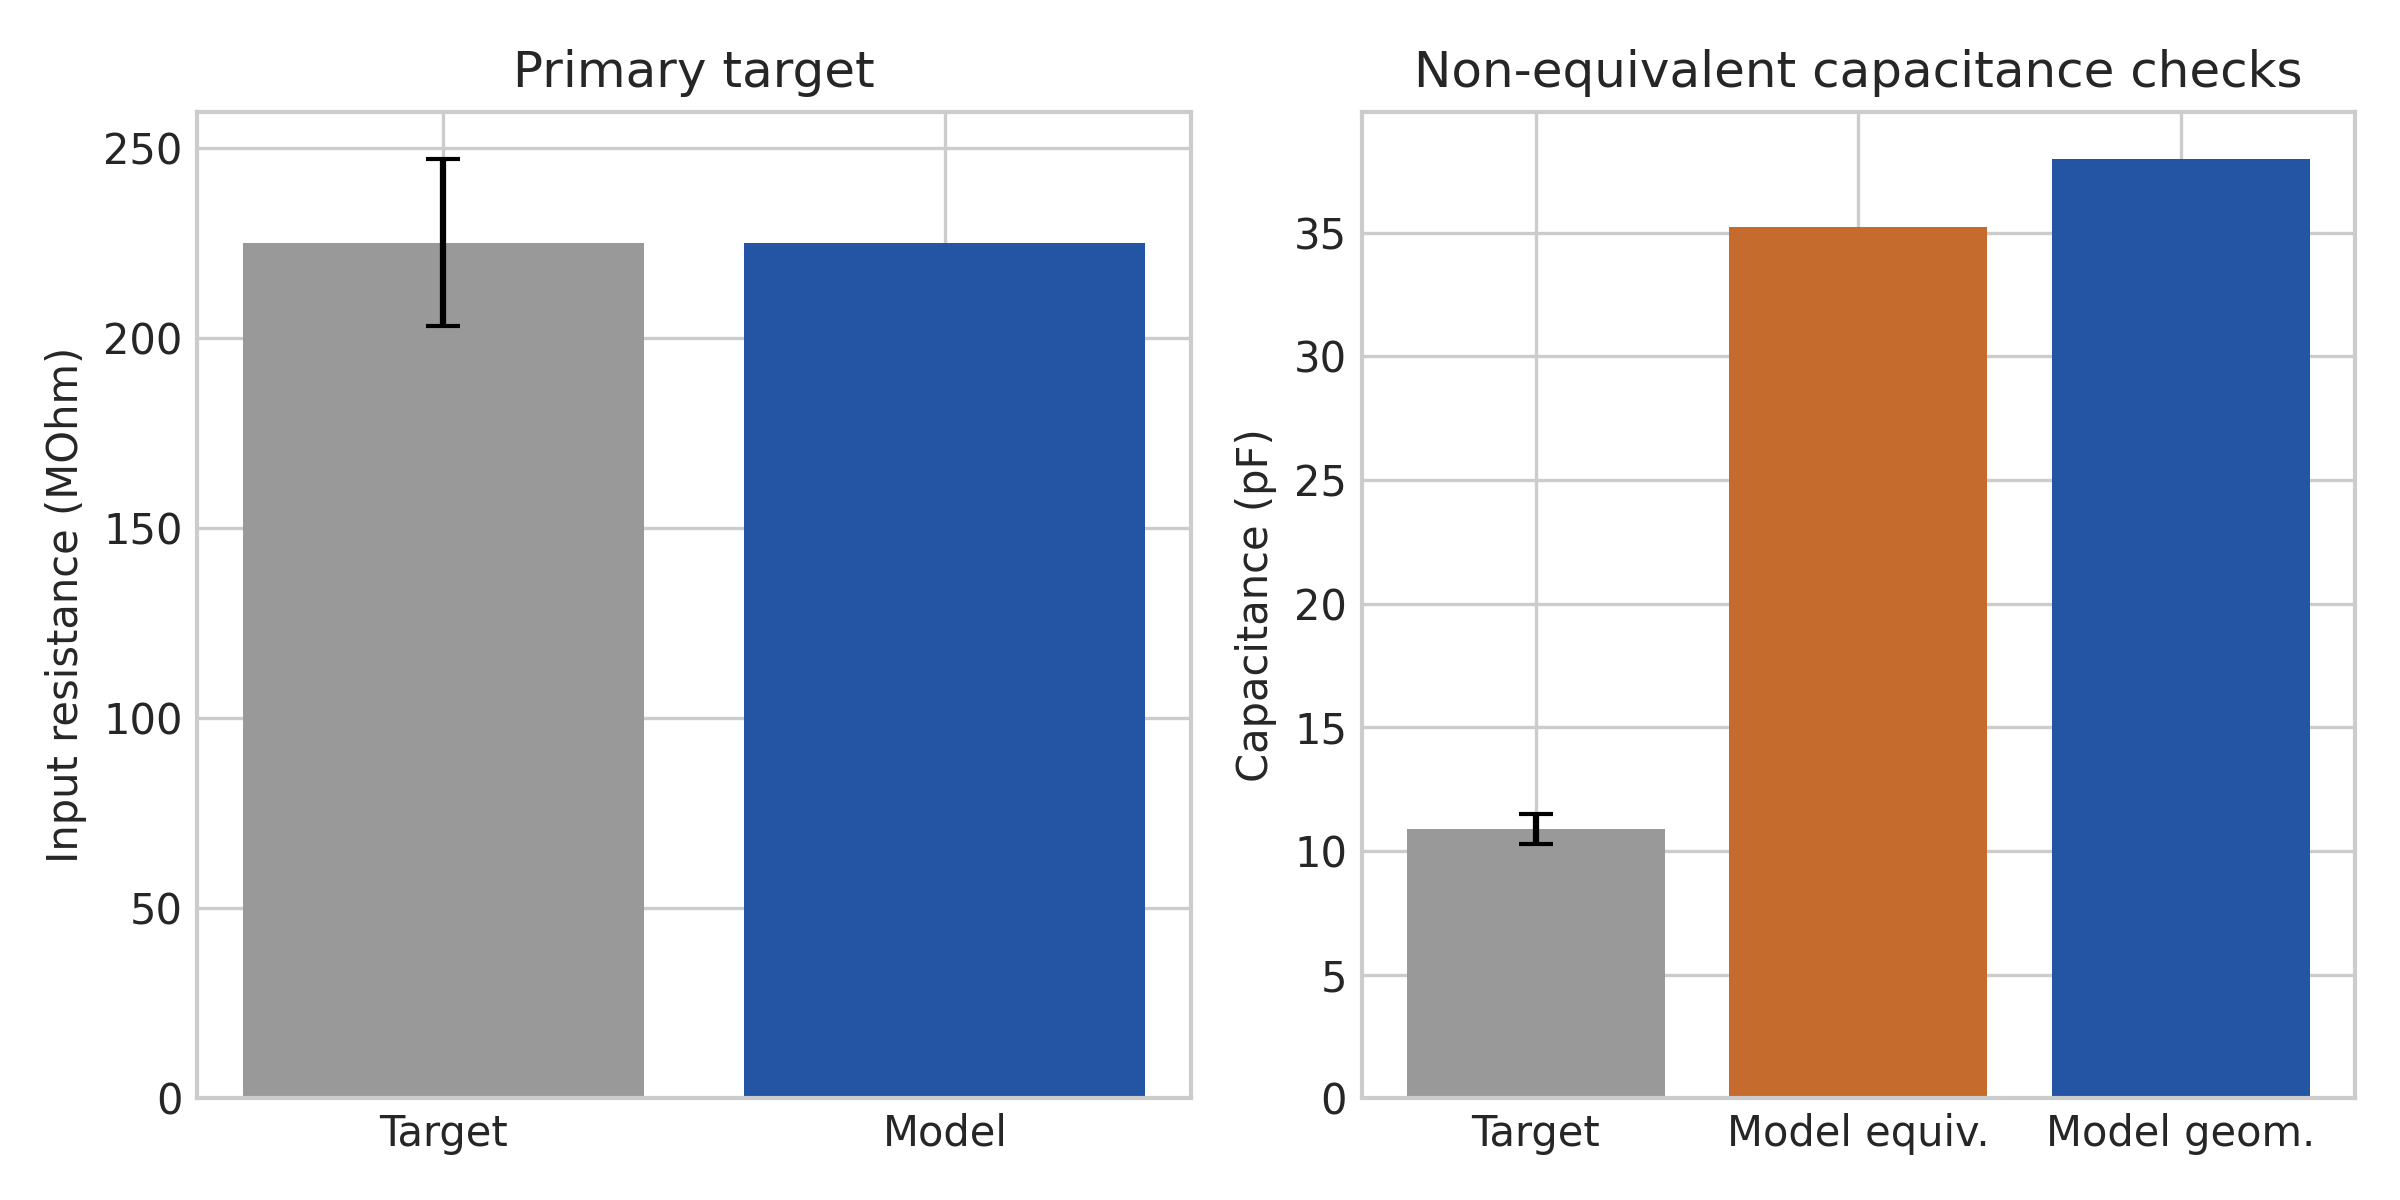 Primary target
Input resistance (MOhm)
250
200
150
100
50
0
Target Model
Non-equivalent capacitance checks
Capacitance (pF)
35
30
25
20
15
10
5
0
Target Model equiv. Model geom.